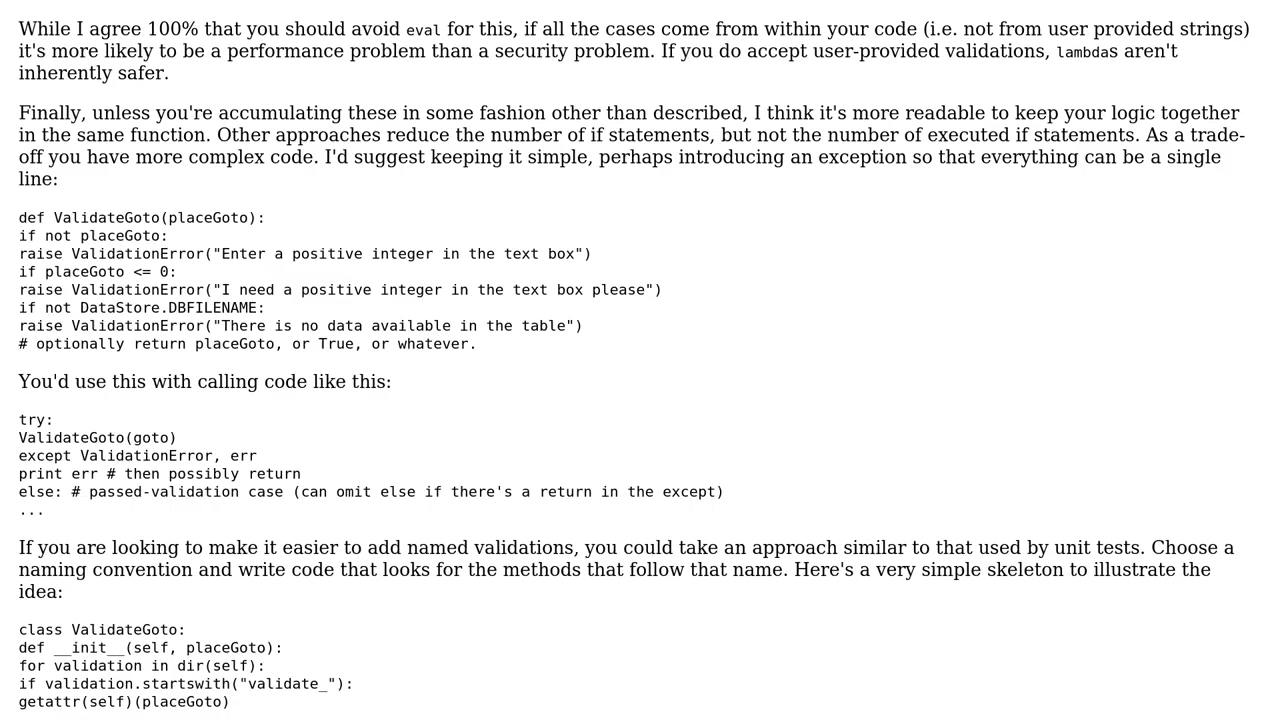 While I agree 100% that you should avoid eval for this, if all the cases come from within your code (i.e. not from user provided strings)
it's more likely to be a performance problem than a security problem. If you do accept user-provided validations, lambdas aren't
inherently safer.
Finally, unless you're accumulating these in some fashion other than described, I think it's more readable to keep your logic together
in the same function. Other approaches reduce the number of if statements, but not the number of executed if statements. As a trade-
off you have more complex code. I'd suggest keeping it simple, perhaps introducing an exception so that everything can be a single
line:
def ValidateGoto(placeGoto):
if not placeGoto:
raise ValidationError("Enter a positive integer in the text box")
if placeGoto <= 0:
raise ValidationError("I need a positive integer in the text box please")
if not DataStore.DBFILENAME:
raise ValidationError("There is no data available in the table")
# optionally return placeGoto, or True, or whatever.
You'd use this with calling code like this:
try:
ValidateGoto(goto)
except ValidationError, err
print err # then possibly return
else: # passed-validation case (can omit else if there's a return in the except)
...
If you are looking to make it easier to add named validations, you could take an approach similar to that used by unit tests. Choose a
naming convention and write code that looks for the methods that follow that name. Here's a very simple skeleton to illustrate the
idea:
class ValidateGoto:
def __init__(self, placeGoto):
for validation in dir(self):
if validation.startswith("validate_"):
getattr(self)(placeGoto)